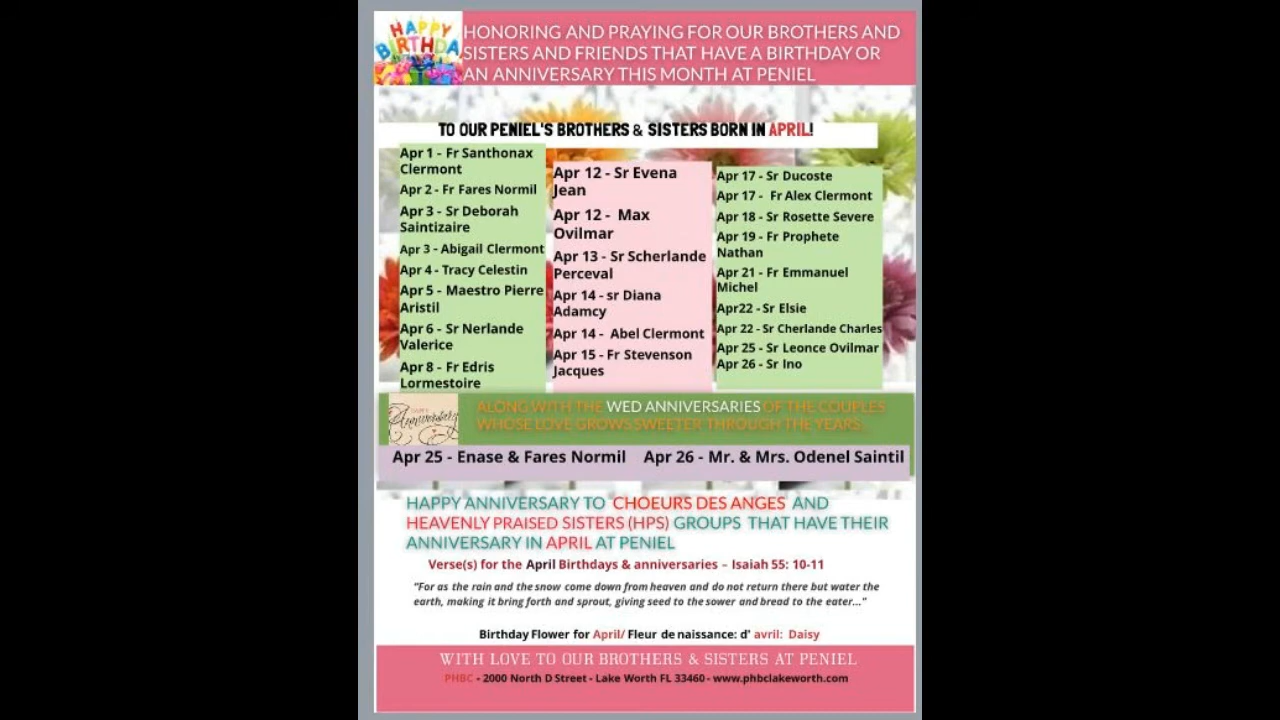 HAPPY
BIRTHDA
HONORING AND PRAYING FOR OUR BROTHERS AND
SISTERS AND FRIENDS THAT HAVE A BIRTHDAY OR
AN ANNIVERSARY THIS MONTH AT PENIEL
TO OUR PENIEL'S BROTHERS & SISTERS BORN IN APRIL!
Apr 1 - Fr Santhonax
Clermont
Apr 2 - Fr Fares Normil
Apr 3 - Sr Deborah
Saintizaire
Apr 3 - Abigail Clermont
Apr 4 - Tracy Celestin
Apr 5 - Maestro Pierre
Aristil
Apr 6 - Sr Nerlande
Valerice
Apr 8 - Fr Edris
Lormestoire
Apr 12 - Sr Evena
Jean
Apr 12 - Max
Ovilmar
Apr 13 - Sr Scherlande
Perceval
Apr 14 - sr Diana
Adamcy
Apr 14 - Abel Clermont
Apr 15 - Fr Stevenson
Jacques
Apr 17 - Sr Ducoste
Apr 17 - Fr Alex Clermont
Apr 18 - Sr Rosette Severe
Apr 19 - Fr Prophete
Nathan
Apr 21 - Fr Emmanuel
Michel
Apr22 - Sr Elsie
Apr 22 - Sr Cherlande Charles
Apr 25 - Sr Leonce Ovilmar
Apr 26 - Sr Ino
Anniversary
ALONG WITH THE WED ANNIVERSARIES OF THE COUPLES
WHOSE LOVE GROWS SWEETER THROUGH THE YEARS.
Apr 25 - Enase & Fares Normil Apr 26 - Mr. & Mrs. Odenel Saintil
HAPPY ANNIVERSARY TO CHOEURS DES ANGES AND
HEAVENLY PRAISED SISTERS (HPS) GROUPS THAT HAVE THEIR
ANNIVERSARY IN APRIL AT PENIEL
Verse(s) for the April Birthdays & anniversaries – Isaiah 55: 10-11
"For as the rain and the snow come down from heaven and do not return there but water the
earth, making it bring forth and sprout, giving seed to the sower and bread to the eater..."
Birthday Flower for April/ Fleur de naissance: d' avril: Daisy
WITH LOVE TO OUR BROTHERS & SISTERS AT PENIEL
PHBC - 2000 North D Street - Lake Worth FL 33460 - www.phbclakeworth.com